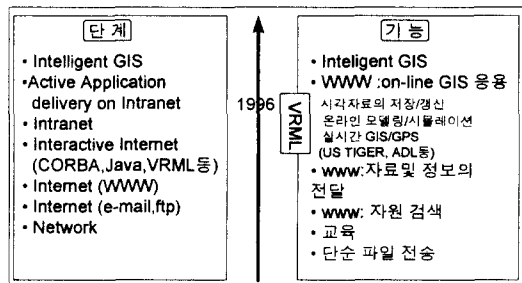 단 계
• Intelligent GIS
•Active Application
delivery on Intranet
• Intranet
• Interactive Internet
(CORBA,Java,VRML등)
• Internet (WWW)
• Internet (e-mail,ftp)
• Network
1996
VRML
기 능
• Inteligent GIS
• WWW :on-line GIS 응용
시각자료의 저장/갱신
온라인 모델링/시뮬레이션
실시간 GIS/GPS
(US TIGER, ADL등)
• www:자료및 정보의
전달
• www: 자원 검색
• 교육
• 단순 파일 전송